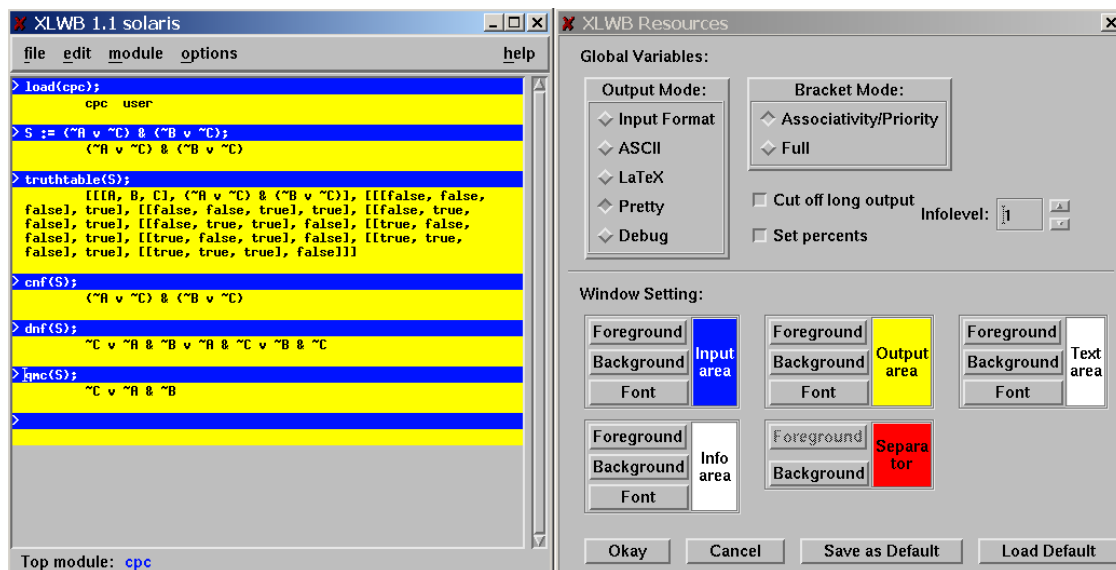 XLWB 1.1 solaris
file edit module options help
> load(cpc);
cpc user
> S := (~A v ~C) & (~B v ~C);
(~A v ~C) & (~B v ~C)
> truthtable(S);
[[[A, B, C], (~A v ~C) & (~B v ~C)], [[[false, false,
false], true], [[false, false, true], true], [[false, true,
false], true], [[false, true, true], false], [[true, false,
false], true], [[true, false, true], false], [[true, true,
false], true], [[true, true, true], false]]]
> cnf(S);
(~A v ~C) & (~B v ~C)
> dnf(S);
~C v ~A & ~B v ~A & ~C v ~B & ~C
> qmc(S);
~C v ~A & ~B
>
Top module: cpc
XLWB Resources
Global Variables:
Output Mode:
Input Format
ASCII
LaTeX
Pretty
Debug
Bracket Mode:
Associativity/Priority
Full
Cut off long output
Set percents
Infolevel: 1
Window Setting:
Foreground
Background
Font
Input
area
Foreground
Background
Font
Output
area
Foreground
Background
Font
Text
area
Foreground
Background
Font
Info
area
Foreground
Background
Separa
tor
Okay Cancel Save as Default Load Default